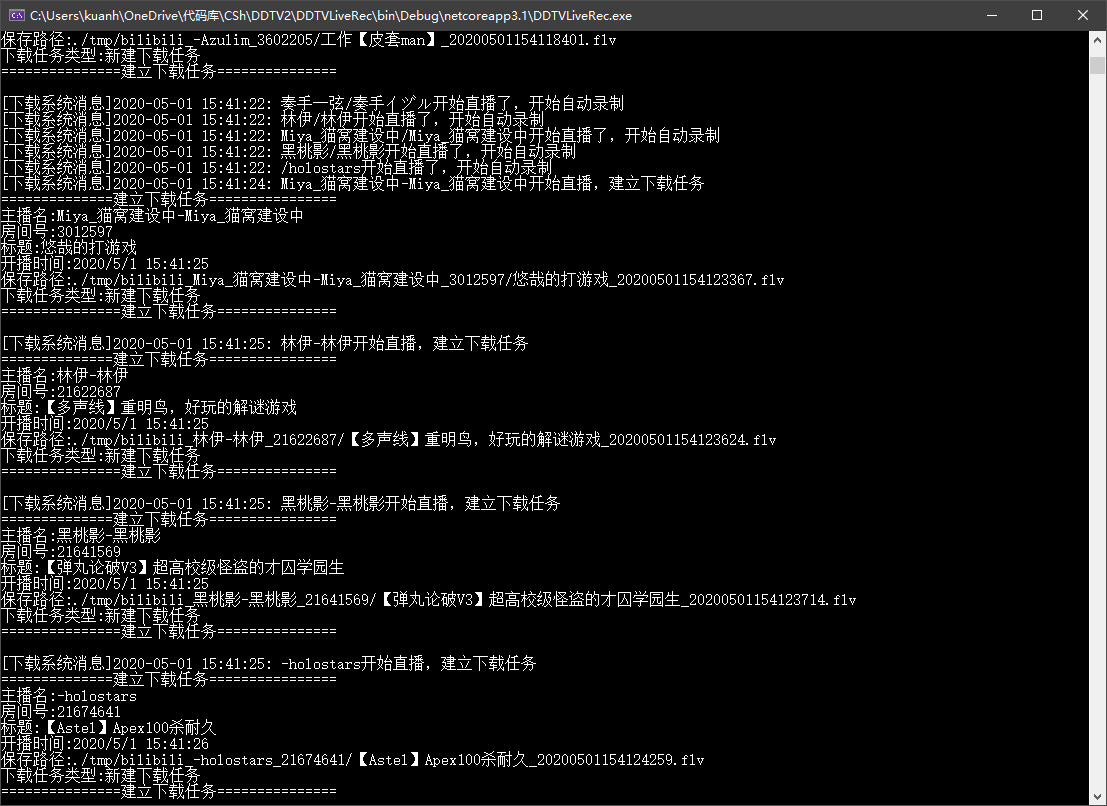 C:\Users\kuanh\OneDrive\代码库\CSh\DDTV2\DDTVLiveRec\bin\Debug\netcoreapp3.1\DDTVLiveRec.exe
保存路径:./tmp/bilibili_-Azulim_3602205/工作【皮套man】_20200501154118401.flv
下载任务类型:新建下载任务
===============建立下载任务===============
[下载系统消息]2020-05-01 15:41:22: 奏手一弦/奏手イヅル开始直播了，开始自动录制
[下载系统消息]2020-05-01 15:41:22: 林伊/林伊开始直播了，开始自动录制
[下载系统消息]2020-05-01 15:41:22: Miya_猫窝建设中/Miya_猫窝建设中开始直播了，开始自动录制
[下载系统消息]2020-05-01 15:41:22: 黑桃影/黑桃影开始直播了，开始自动录制
[下载系统消息]2020-05-01 15:41:22: /holostars开始直播了，开始自动录制
[下载系统消息]2020-05-01 15:41:24: Miya_猫窝建设中-Miya_猫窝建设中开始直播，建立下载任务
==============建立下载任务================
主播名:Miya_猫窝建设中-Miya_猫窝建设中
房间号:3012597
标题:悠哉的打游戏
开播时间:2020/5/1 15:41:25
保存路径:./tmp/bilibili_Miya_猫窝建设中-Miya_猫窝建设中_3012597/悠哉的打游戏_20200501154123367.flv
下载任务类型:新建下载任务
===============建立下载任务===============
[下载系统消息]2020-05-01 15:41:25: 林伊-林伊开始直播，建立下载任务
==============建立下载任务================
主播名:林伊-林伊
房间号:21622687
标题:【多声线】重明鸟，好玩的解谜游戏
开播时间:2020/5/1 15:41:25
保存路径:./tmp/bilibili_林伊-林伊_21622687/【多声线】重明鸟，好玩的解谜游戏_20200501154123624.flv
下载任务类型:新建下载任务
===============建立下载任务===============
[下载系统消息]2020-05-01 15:41:25: 黑桃影-黑桃影开始直播，建立下载任务
==============建立下载任务================
主播名:黑桃影-黑桃影
房间号:21641569
标题:【弹丸论破V3】超高校级怪盗的才囚学园生
开播时间:2020/5/1 15:41:25
保存路径:./tmp/bilibili_黑桃影-黑桃影_21641569/【弹丸论破V3】超高校级怪盗的才囚学园生_20200501154123714.flv
下载任务类型:新建下载任务
===============建立下载任务===============
[下载系统消息]2020-05-01 15:41:25: -holostars开始直播，建立下载任务
==============建立下载任务================
主播名:-holostars
房间号:21674641
标题:【Astel】Apex100杀耐久
开播时间:2020/5/1 15:41:26
保存路径:./tmp/bilibili_-holostars_21674641/【Astel】Apex100杀耐久_20200501154124259.flv
下载任务类型:新建下载任务
===============建立下载任务===============